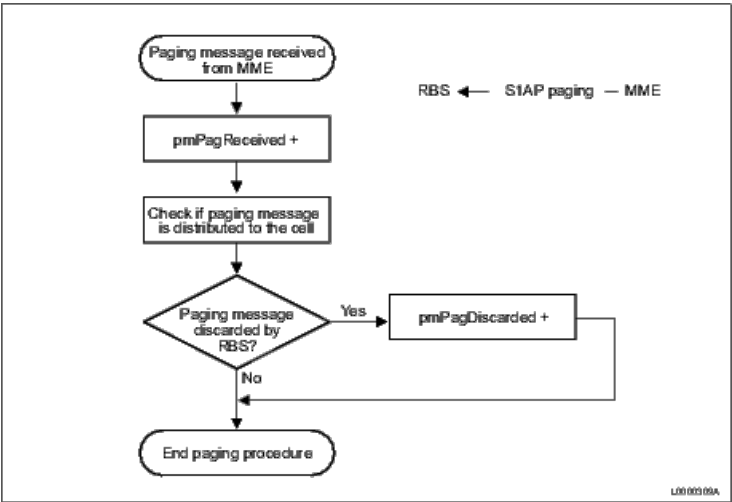 Paging message received
from MME
RBS ← S1AP paging — MME
pmPagReceived +
Check if paging message
is distributed to the cell
Paging message
discarded by
RBS?
Yes
pmPagDiscarded +
No
End paging procedure
L0000309A